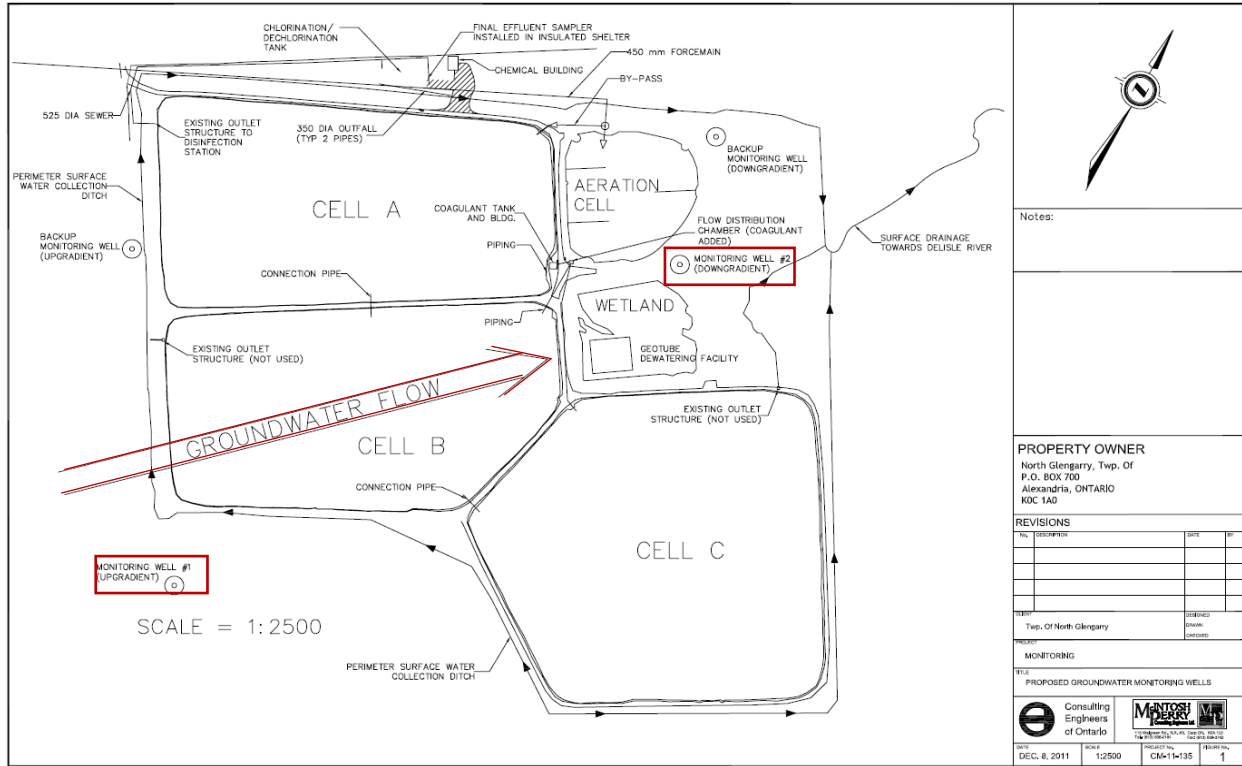 CHLORINATION/
DECHLORINATION
TANK
FINAL EFFLUENT SAMPLER
INSTALLED IN INSULATED SHELTER
450 mm FORCEMAIN
CHEMICAL BUILDING
BY-PASS
525 DIA SEWER
EXISTING OUTLET
STRUCTURE TO
DISINFECTION
STATION
350 DIA OUTFALL
(TYP 2 PIPES)
BACKUP
MONITORING WELL
(DOWNGRADIENT)
PERIMETER SURFACE
WATER COLLECTION
DITCH
CELL A
AERATION
CELL
COAGULANT TANK
AND BLDG.
FLOW DISTRIBUTION
CHAMBER (COAGULANT
ADDED)
BACKUP
MONITORING WELL
(UPGRADIENT)
PIPING
MONITORING WELL #2
(DOWNGRADIENT)
SURFACE DRAINAGE
TOWARDS DELISLE RIVER
CONNECTION PIPE
WETLAND
PIPING
EXISTING OUTLET
STRUCTURE (NOT USED)
GEOTUBE
DEWATERING FACILITY
GROUNDWATER FLOW
CELL B
EXISTING OUTLET
STRUCTURE (NOT USED)
CONNECTION PIPE
CELL C
MONITORING WELL #1
(UPGRADIENT)
SCALE = 1:2500
PERIMETER SURFACE WATER
COLLECTION DITCH
Notes:
PROPERTY OWNER
North Glengarry, Twp. Of
P.O. BOX 700
Alexandria, ONTARIO
K0C 1A0
REVISIONS
No. DESCRIPTION DATE BY
CLIENT
Twp. Of North Glengarry
DESIGNED
DRAWN
CHECKED
PROJECT
MONITORING
TITLE
PROPOSED GROUNDWATER MONITORING WELLS
Consulting
Engineers
of Ontario
McINTOSH
PERRY
DATE SCALE PROJECT No. FIGURE No.
DEC. 8, 2011 1:2500 CM-11-135 1